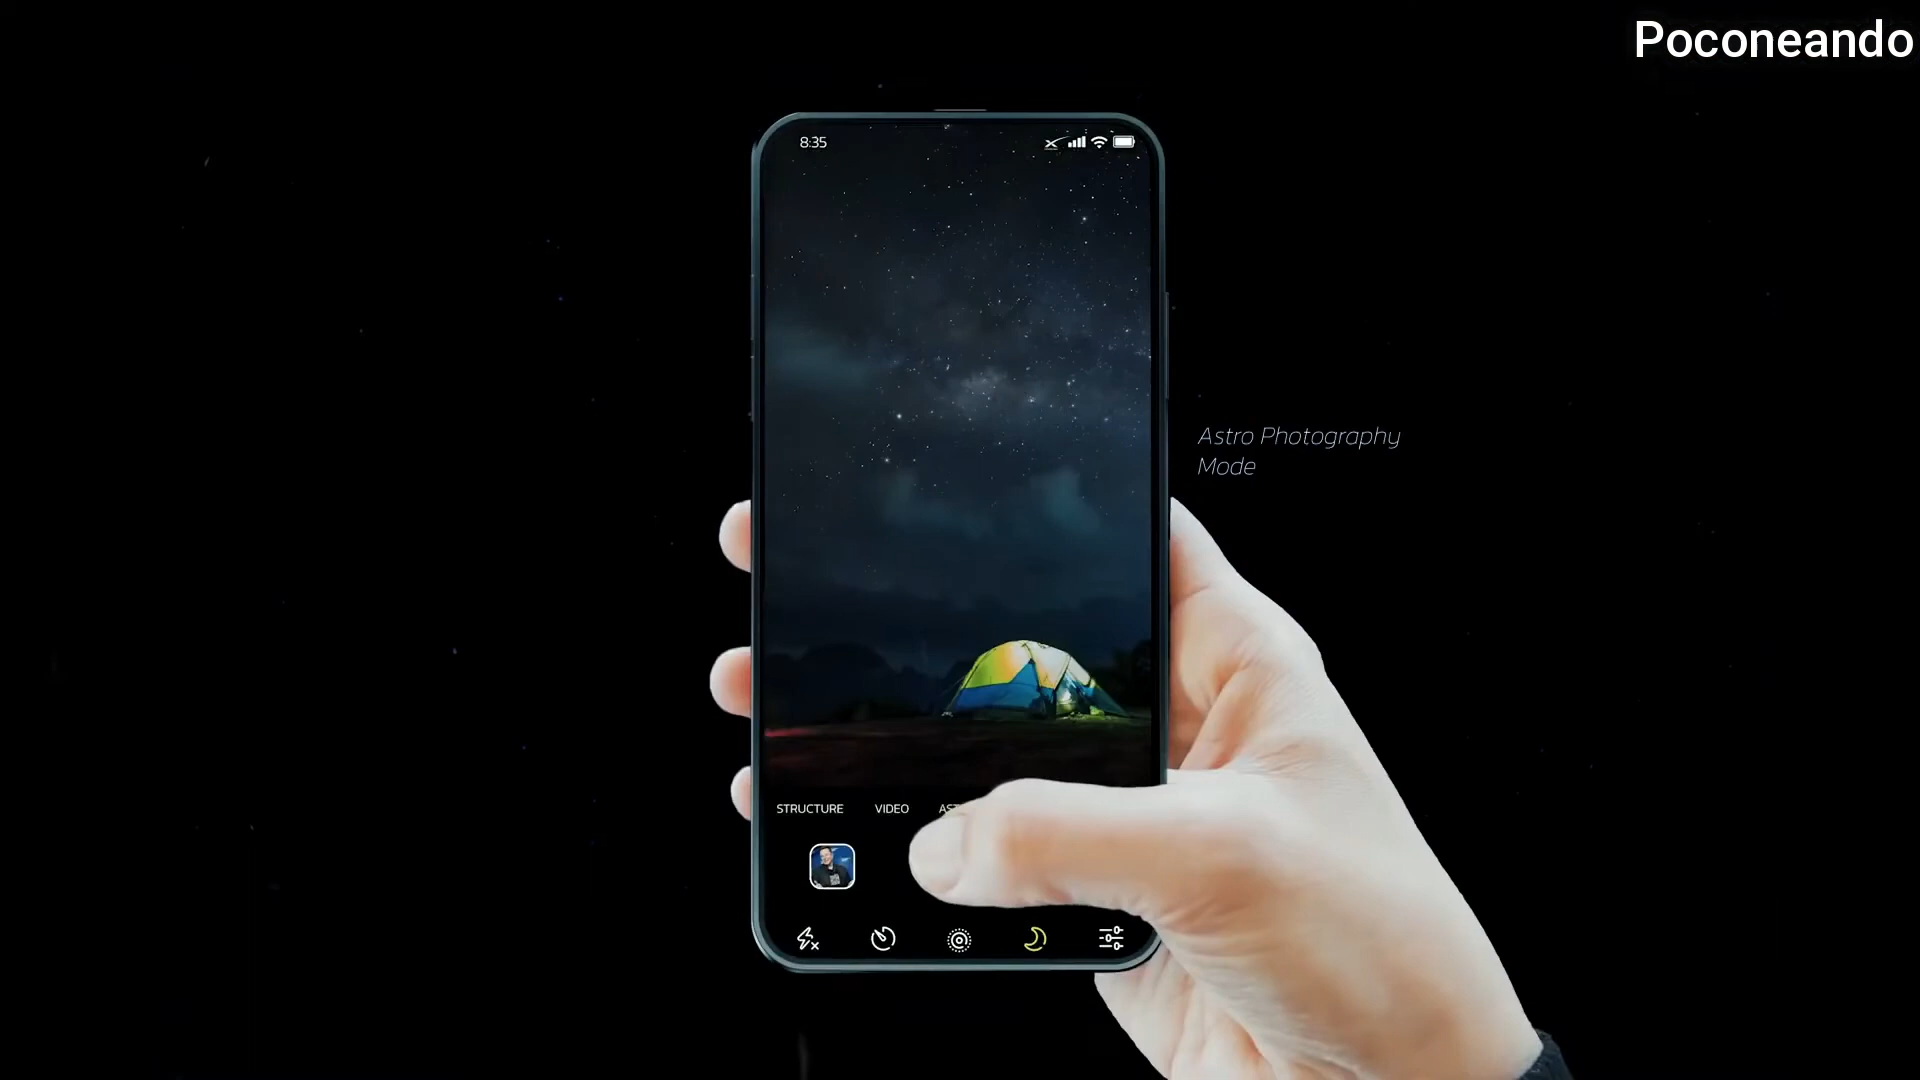 Poconeando
8:35
Astro Photography
Mode
STRUCTURE VIDEO